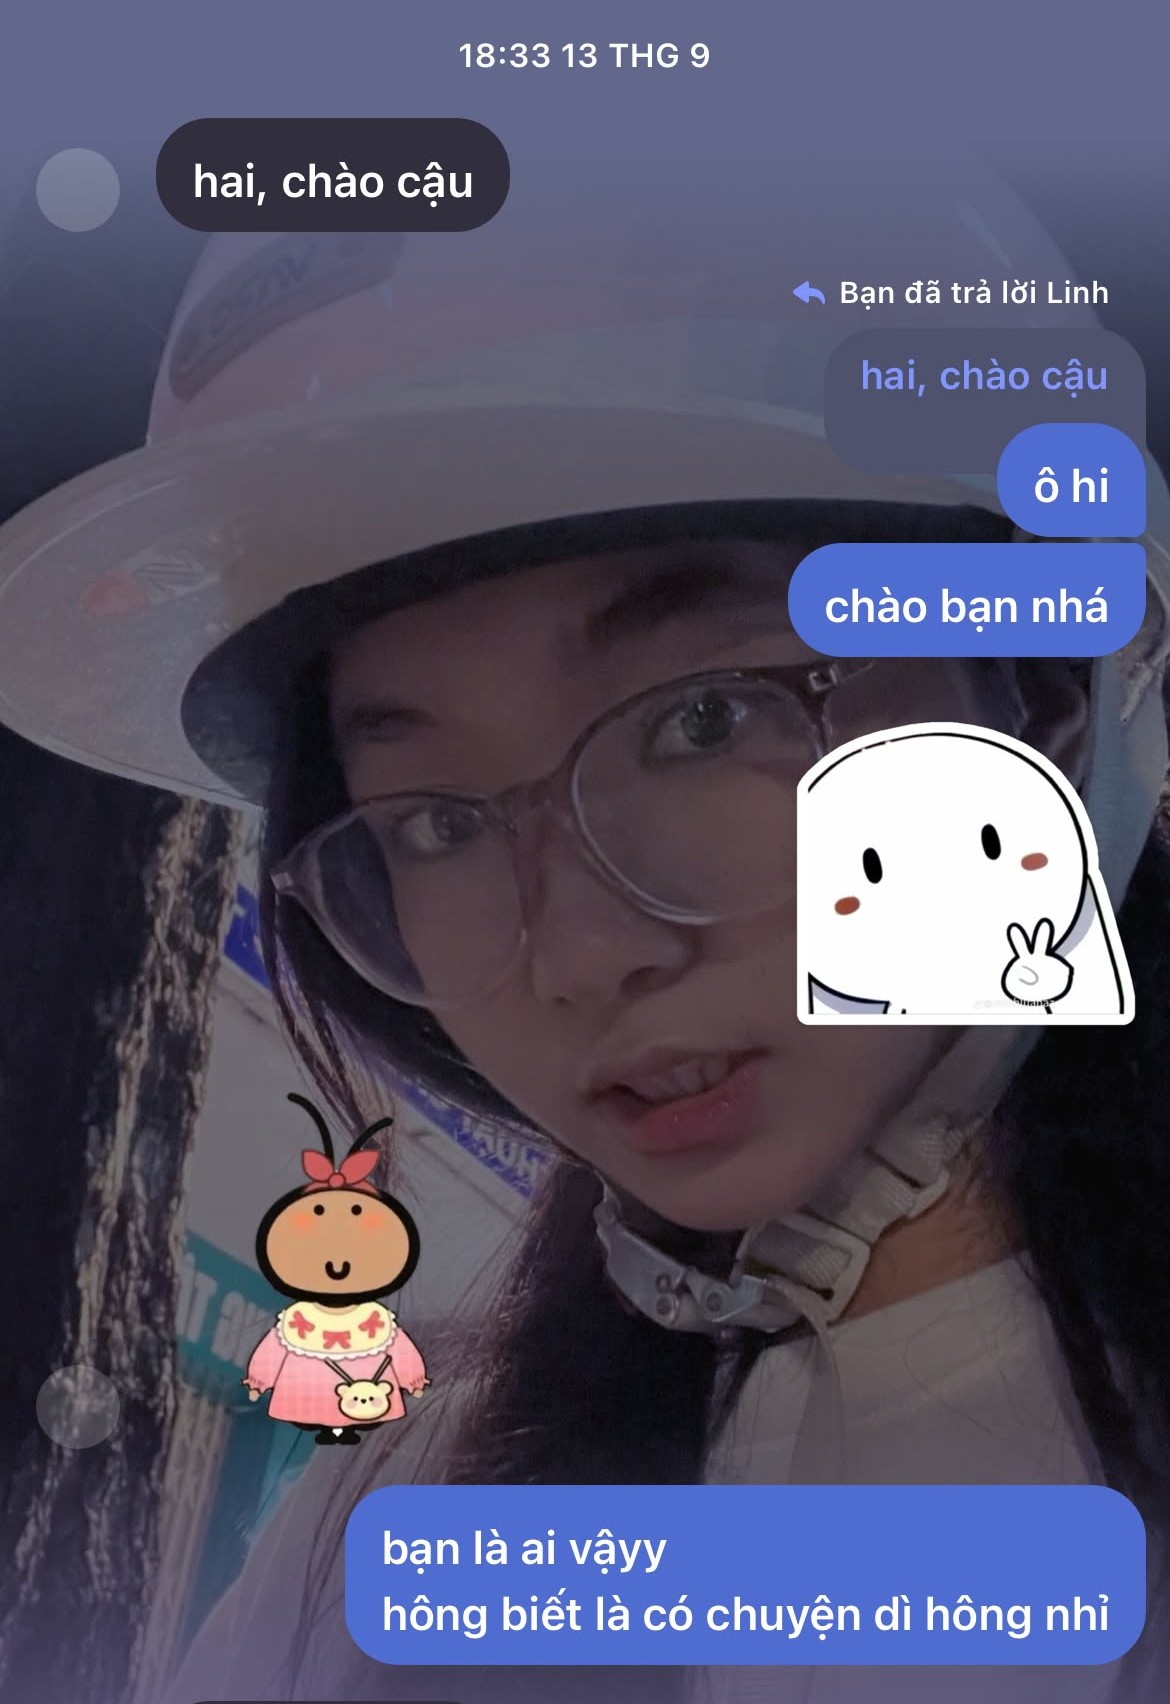 18:33 13 THG 9
hai, chào cậu
Bạn đã trả lời Linh
hai, chào cậu
ô hi
chào bạn nhá
bạn là ai vậyy
hông biết là có chuyện dì hông nhỉ